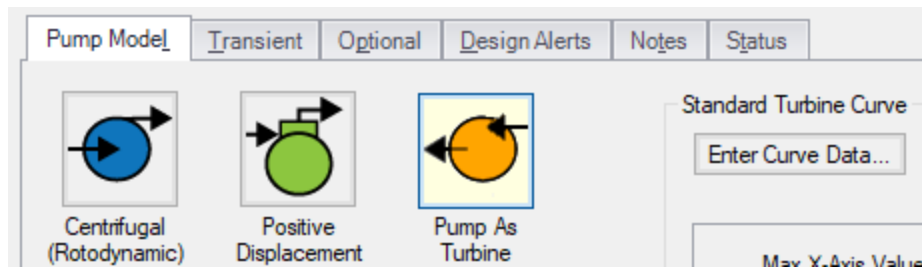 Pump Model
Transient
Optional
Design Alerts
Notes
Status
Standard Turbine Curve
Enter Curve Data...
Centrifugal
(Rotodynamic)
Positive
Displacement
Pump As
Turbine
Max X-Axis Value